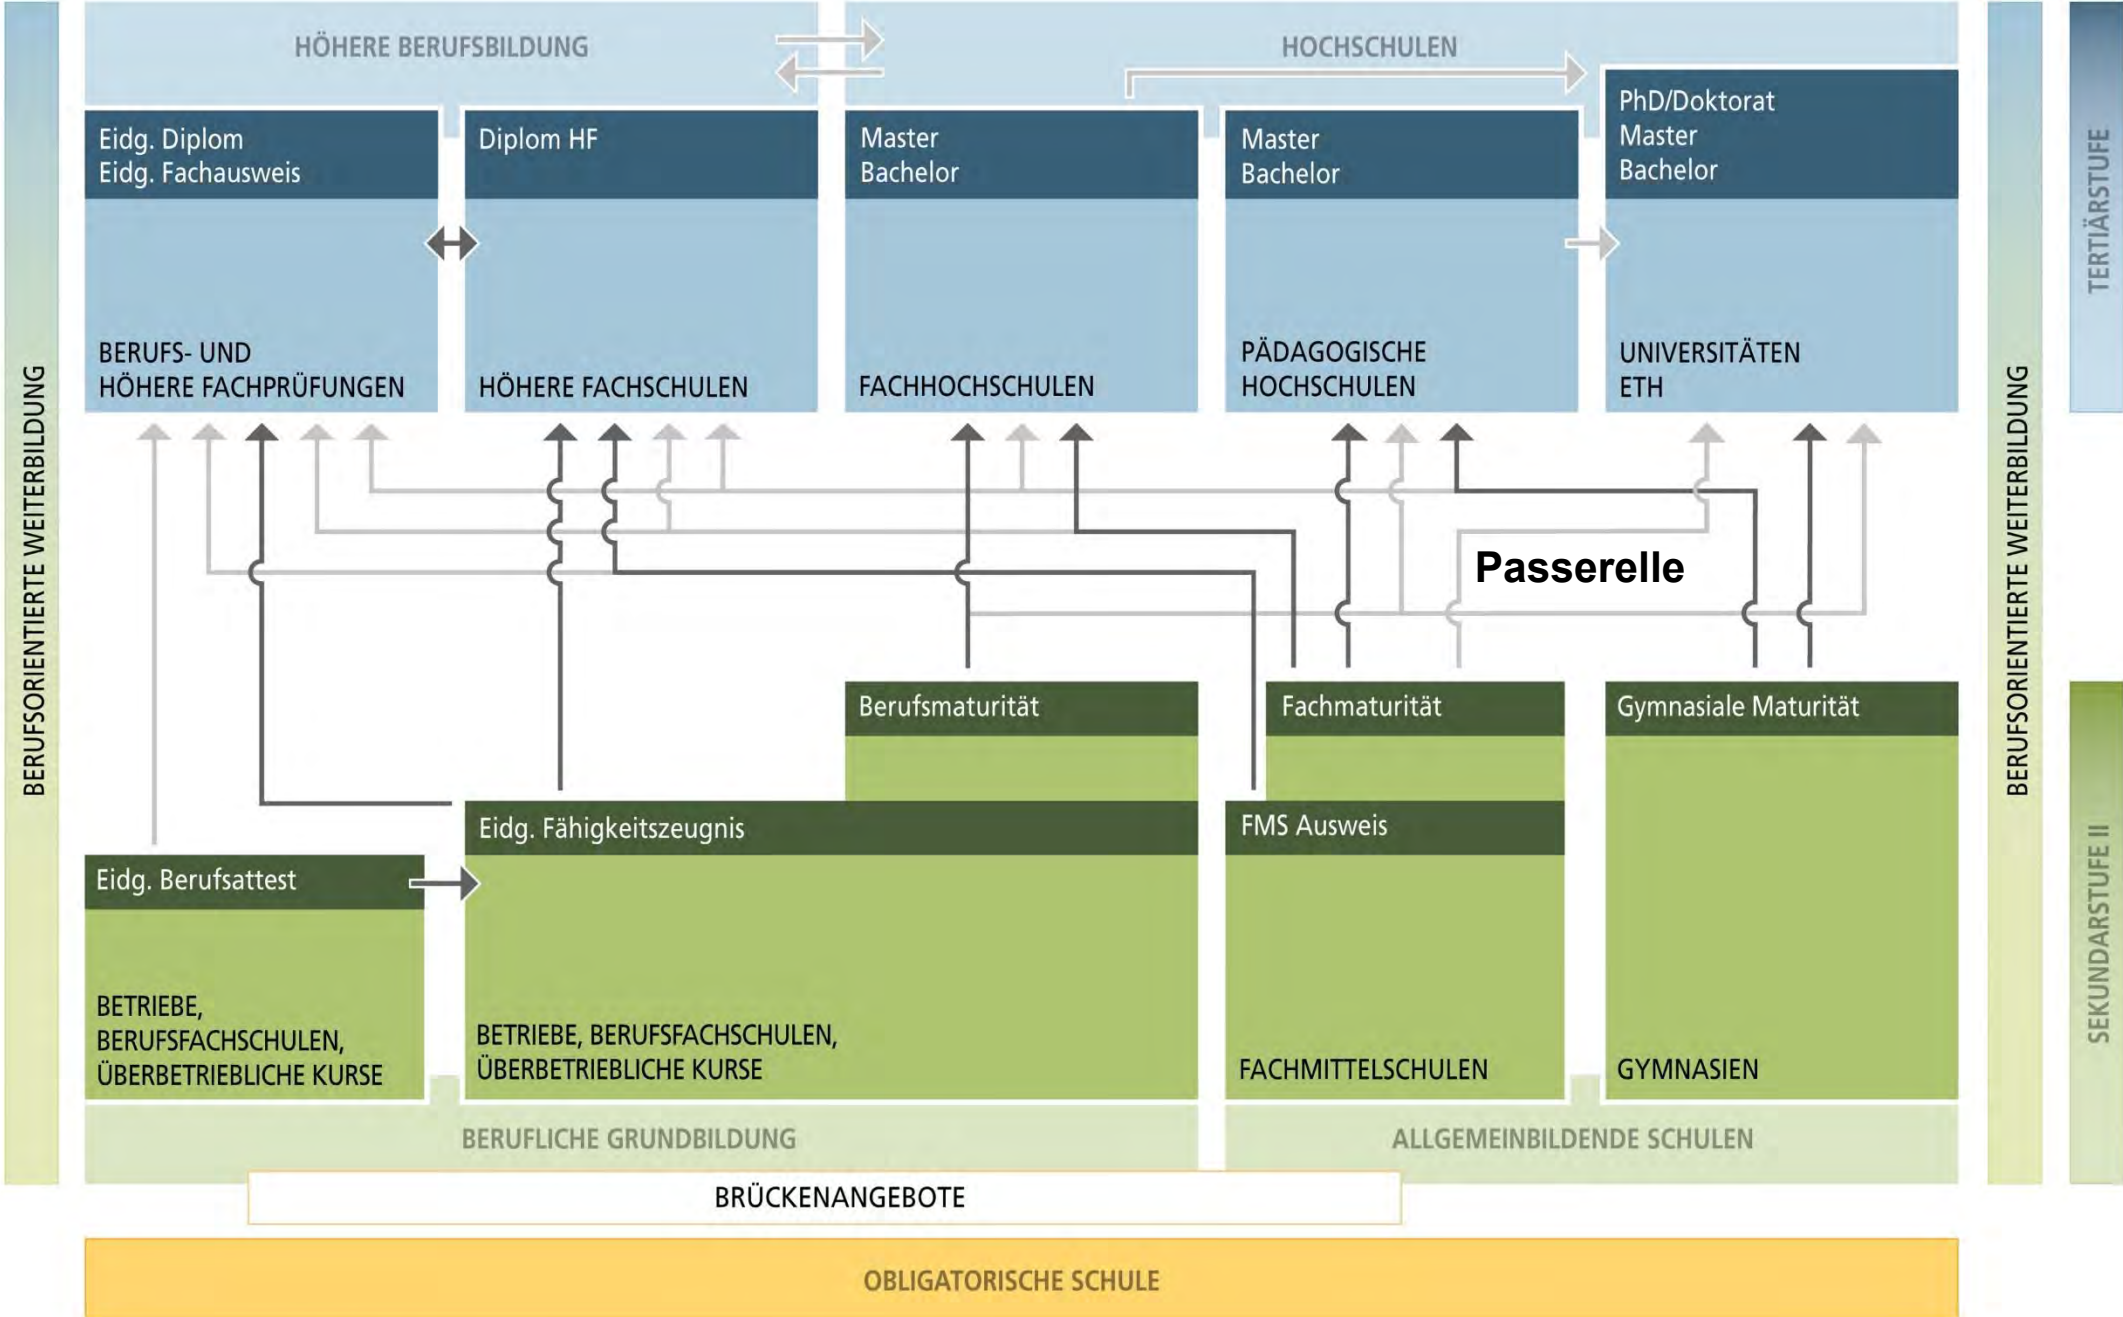 HÖHERE BERUFSBILDUNG
HOCHSCHULEN
Eidg. Diplom
Eidg. Fachausweis
BERUFS- UND
HÖHERE FACHPRÜFUNGEN
Diplom HF
HÖHERE FACHSCHULEN
Master
Bachelor
FACHHOCHSCHULEN
Master
Bachelor
PÄDAGOGISCHE
HOCHSCHULEN
PhD/Doktorat
Master
Bachelor
UNIVERSITÄTEN
ETH
TERTIÄRSTUFE
BERUFSORIENTIERTE WEITERBILDUNG
BERUFSORIENTIERTE WEITERBILDUNG
Passerelle
Berufsmaturität
Fachmaturität
Gymnasiale Maturität
Eidg. Fähigkeitszeugnis
FMS Ausweis
Eidg. Berufsattest
BETRIEBE,
BERUFSFACHSCHULEN,
ÜBERBETRIEBLICHE KURSE
BETRIEBE, BERUFSFACHSCHULEN,
ÜBERBETRIEBLICHE KURSE
FACHMITTELSCHULEN
GYMNASIEN
SEKUNDARSTUFE II
BERUFLICHE GRUNDBILDUNG
ALLGEMEINBILDENDE SCHULEN
BRÜCKENANGEBOTE
OBLIGATORISCHE SCHULE